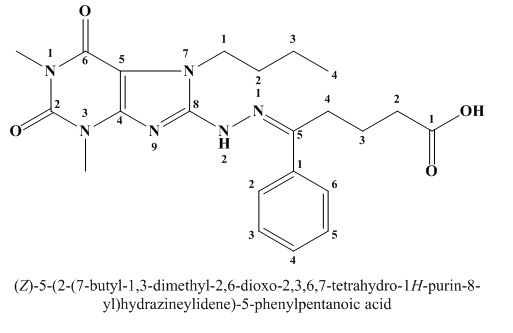 O
1
3
1
6
5
7
N
N
2
4
1
2
3
8
N
4
2
OH
O
2
N
4
N
N
5
1
3
9
H
2
O
1
2
6
3
5
4
(Z)-5-(2-(7-butyl-1,3-dimethyl-2,6-dioxo-2,3,6,7-tetrahydro-1H-purin-8-
yl)hydrazineylidene)-5-phenylpentanoic acid